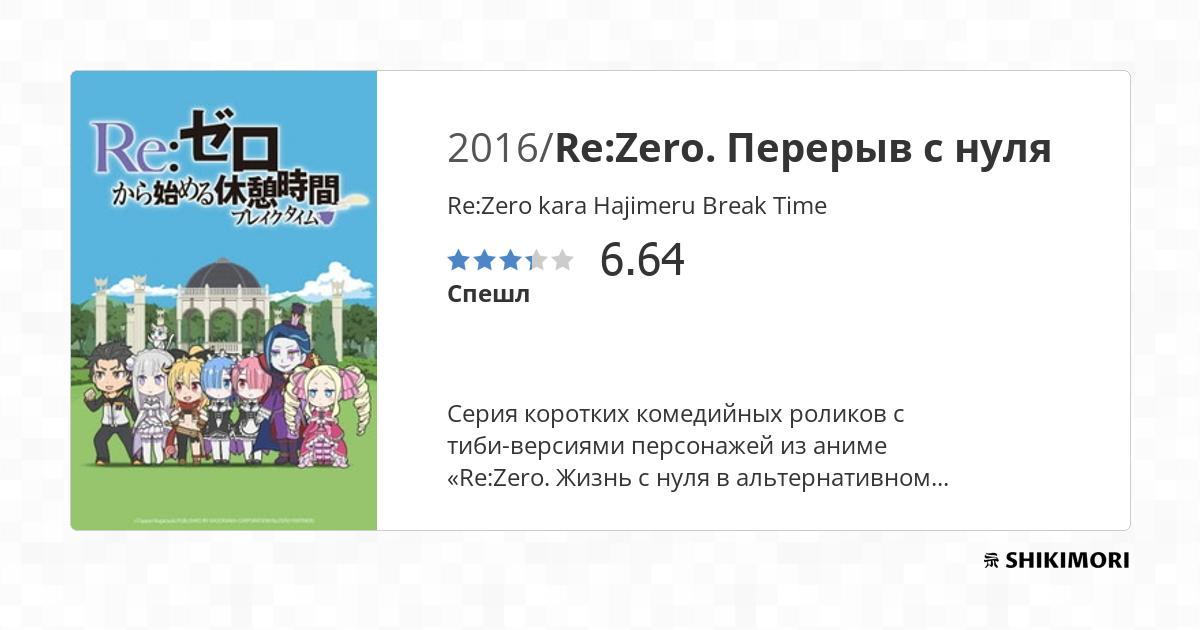 Re:ゼロ
から始める休憩時間
ブレイクタイム
2016/Re:Zero. Перерыв с нуля
Re:Zero kara Hajimeru Break Time
6.64
Спешл
Серия коротких комедийных роликов с
тиби-версиями персонажей из аниме
«Re:Zero. Жизнь с нуля в альтернативном...
SHIKIMORI